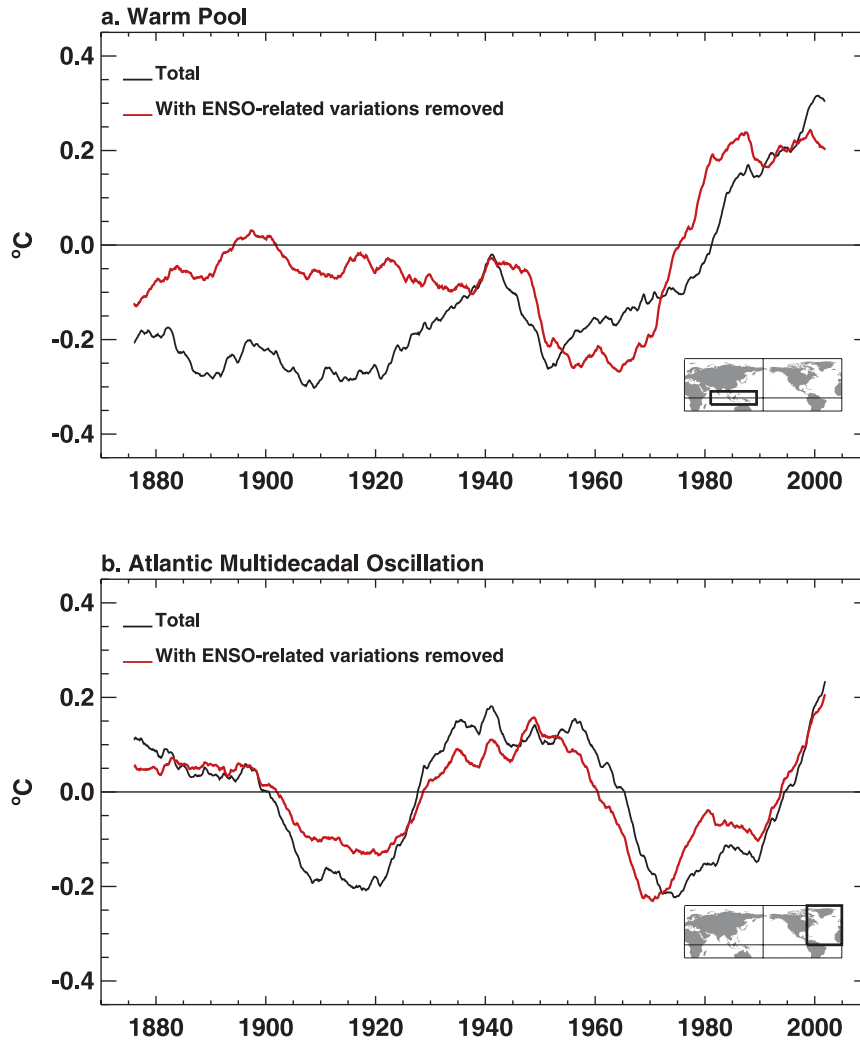 a. Warm Pool
0.4
Total
With ENSO-related variations removed
0.2
0.0
°C
-0.2
-0.4
1880 1900 1920 1940 1960 1980 2000
b. Atlantic Multidecadal Oscillation
0.4
Total
With ENSO-related variations removed
0.2
0.0
°C
-0.2
-0.4
1880 1900 1920 1940 1960 1980 2000